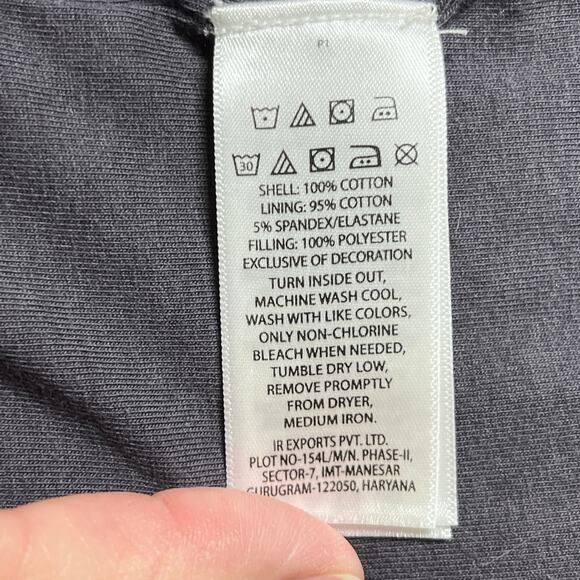 P1
30
SHELL: 100% COTTON
LINING: 95% COTTON
5% SPANDEX/ELASTANE
FILLING: 100% POLYESTER
EXCLUSIVE OF DECORATION
TURN INSIDE OUT,
MACHINE WASH COOL,
WASH WITH LIKE COLORS,
ONLY NON-CHLORINE
BLEACH WHEN NEEDED,
TUMBLE DRY LOW,
REMOVE PROMPTLY
FROM DRYER,
MEDIUM IRON.
IR EXPORTS PVT. LTD.
PLOT NO-154L/M/N. PHASE-II,
SECTOR-7, IMT-MANESAR
GURUGRAM-122050, HARYANA